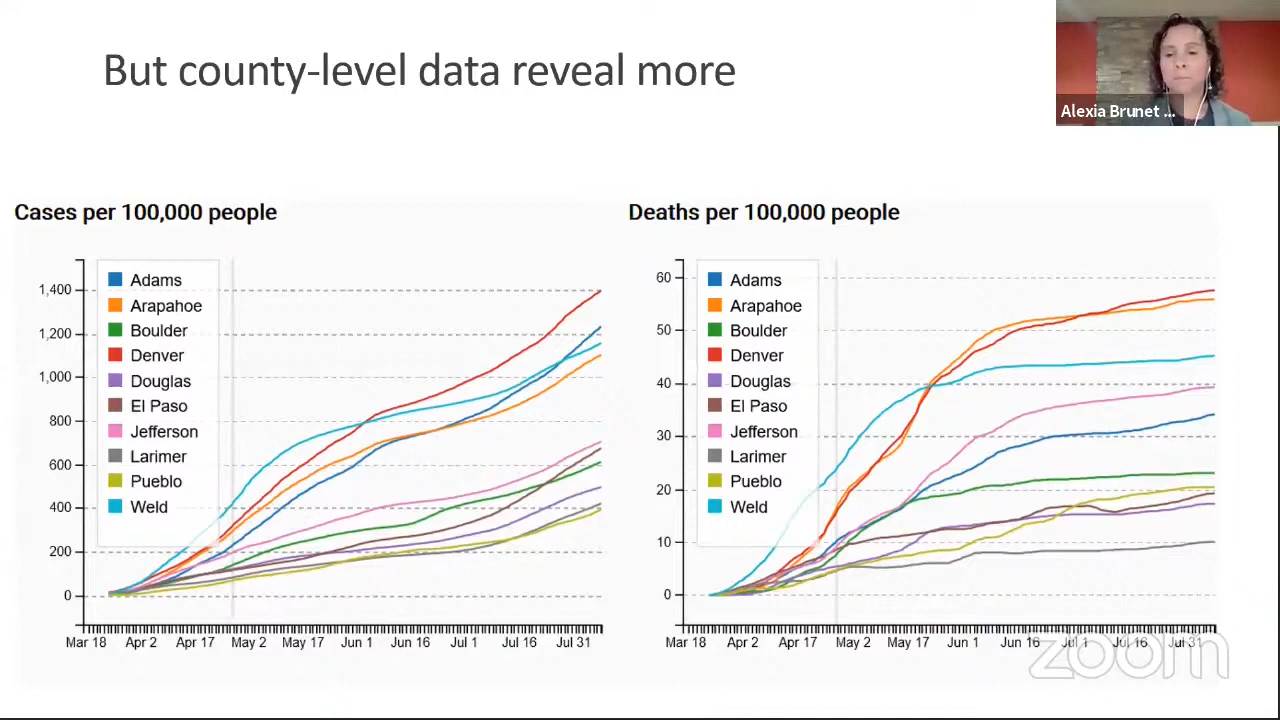 But county-level data reveal more
Alexia Brunet ...
Cases per 100,000 people
1,400
1,200
1,000
800
600
400
200
0
Adams
Arapahoe
Boulder
Denver
Douglas
El Paso
Jefferson
Larimer
Pueblo
Weld
Mar 18 Apr 2 Apr 17 May 2 May 17 Jun 1 Jun 16 Jul 1 Jul 16 Jul 31
Deaths per 100,000 people
60
50
40
30
20
10
0
Adams
Arapahoe
Boulder
Denver
Douglas
El Paso
Jefferson
Larimer
Pueblo
Weld
Mar 18 Apr 2 Apr 17 May 2 May 17 Jun 1 Jun 16 Jul 1 Jul 16 Jul 31
zoom